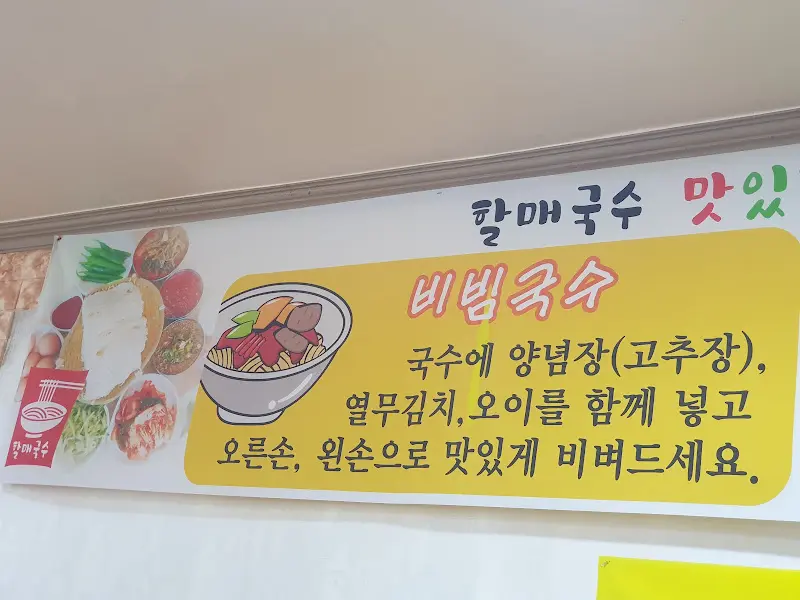 할매국수 맛있
비빔국수
국수에 양념장(고추장),
열무김치,오이를 함께 넣고
오른손, 왼손으로 맛있게 비벼드세요.
할매국수